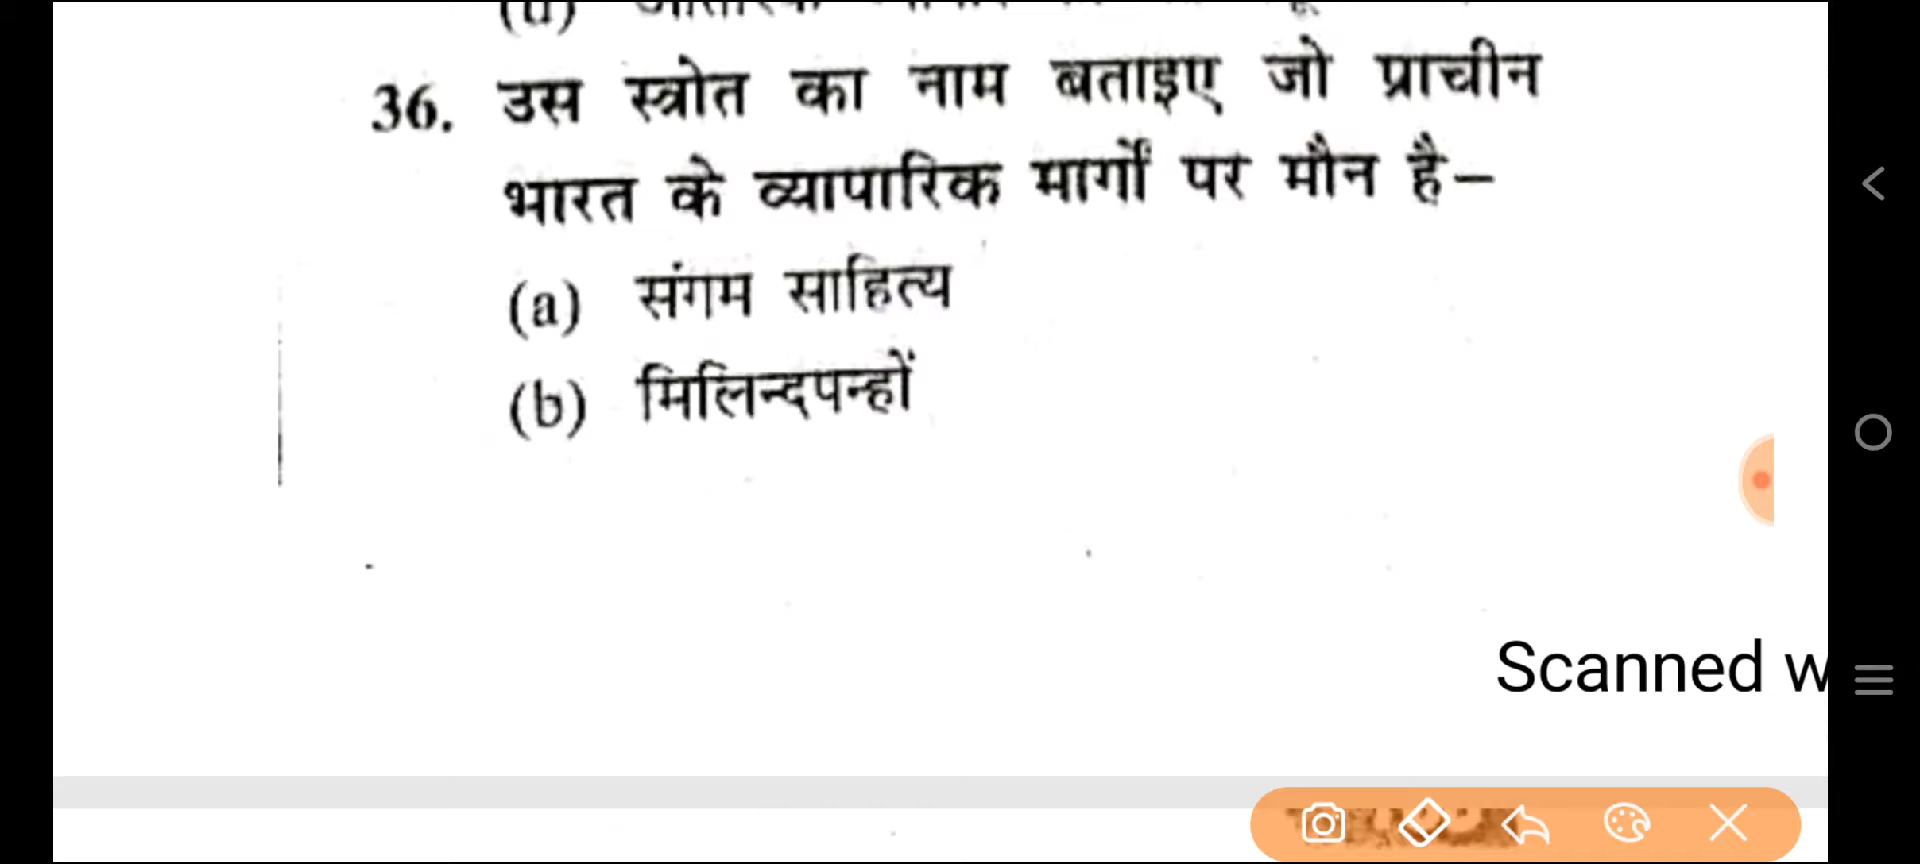 36. उस स्त्रोत का नाम बताइए जो प्राचीन
भारत के व्यापारिक मार्गों पर मौन है–
(a) संगम साहित्य
(b) मिलिन्दपन्हों
Scanned w